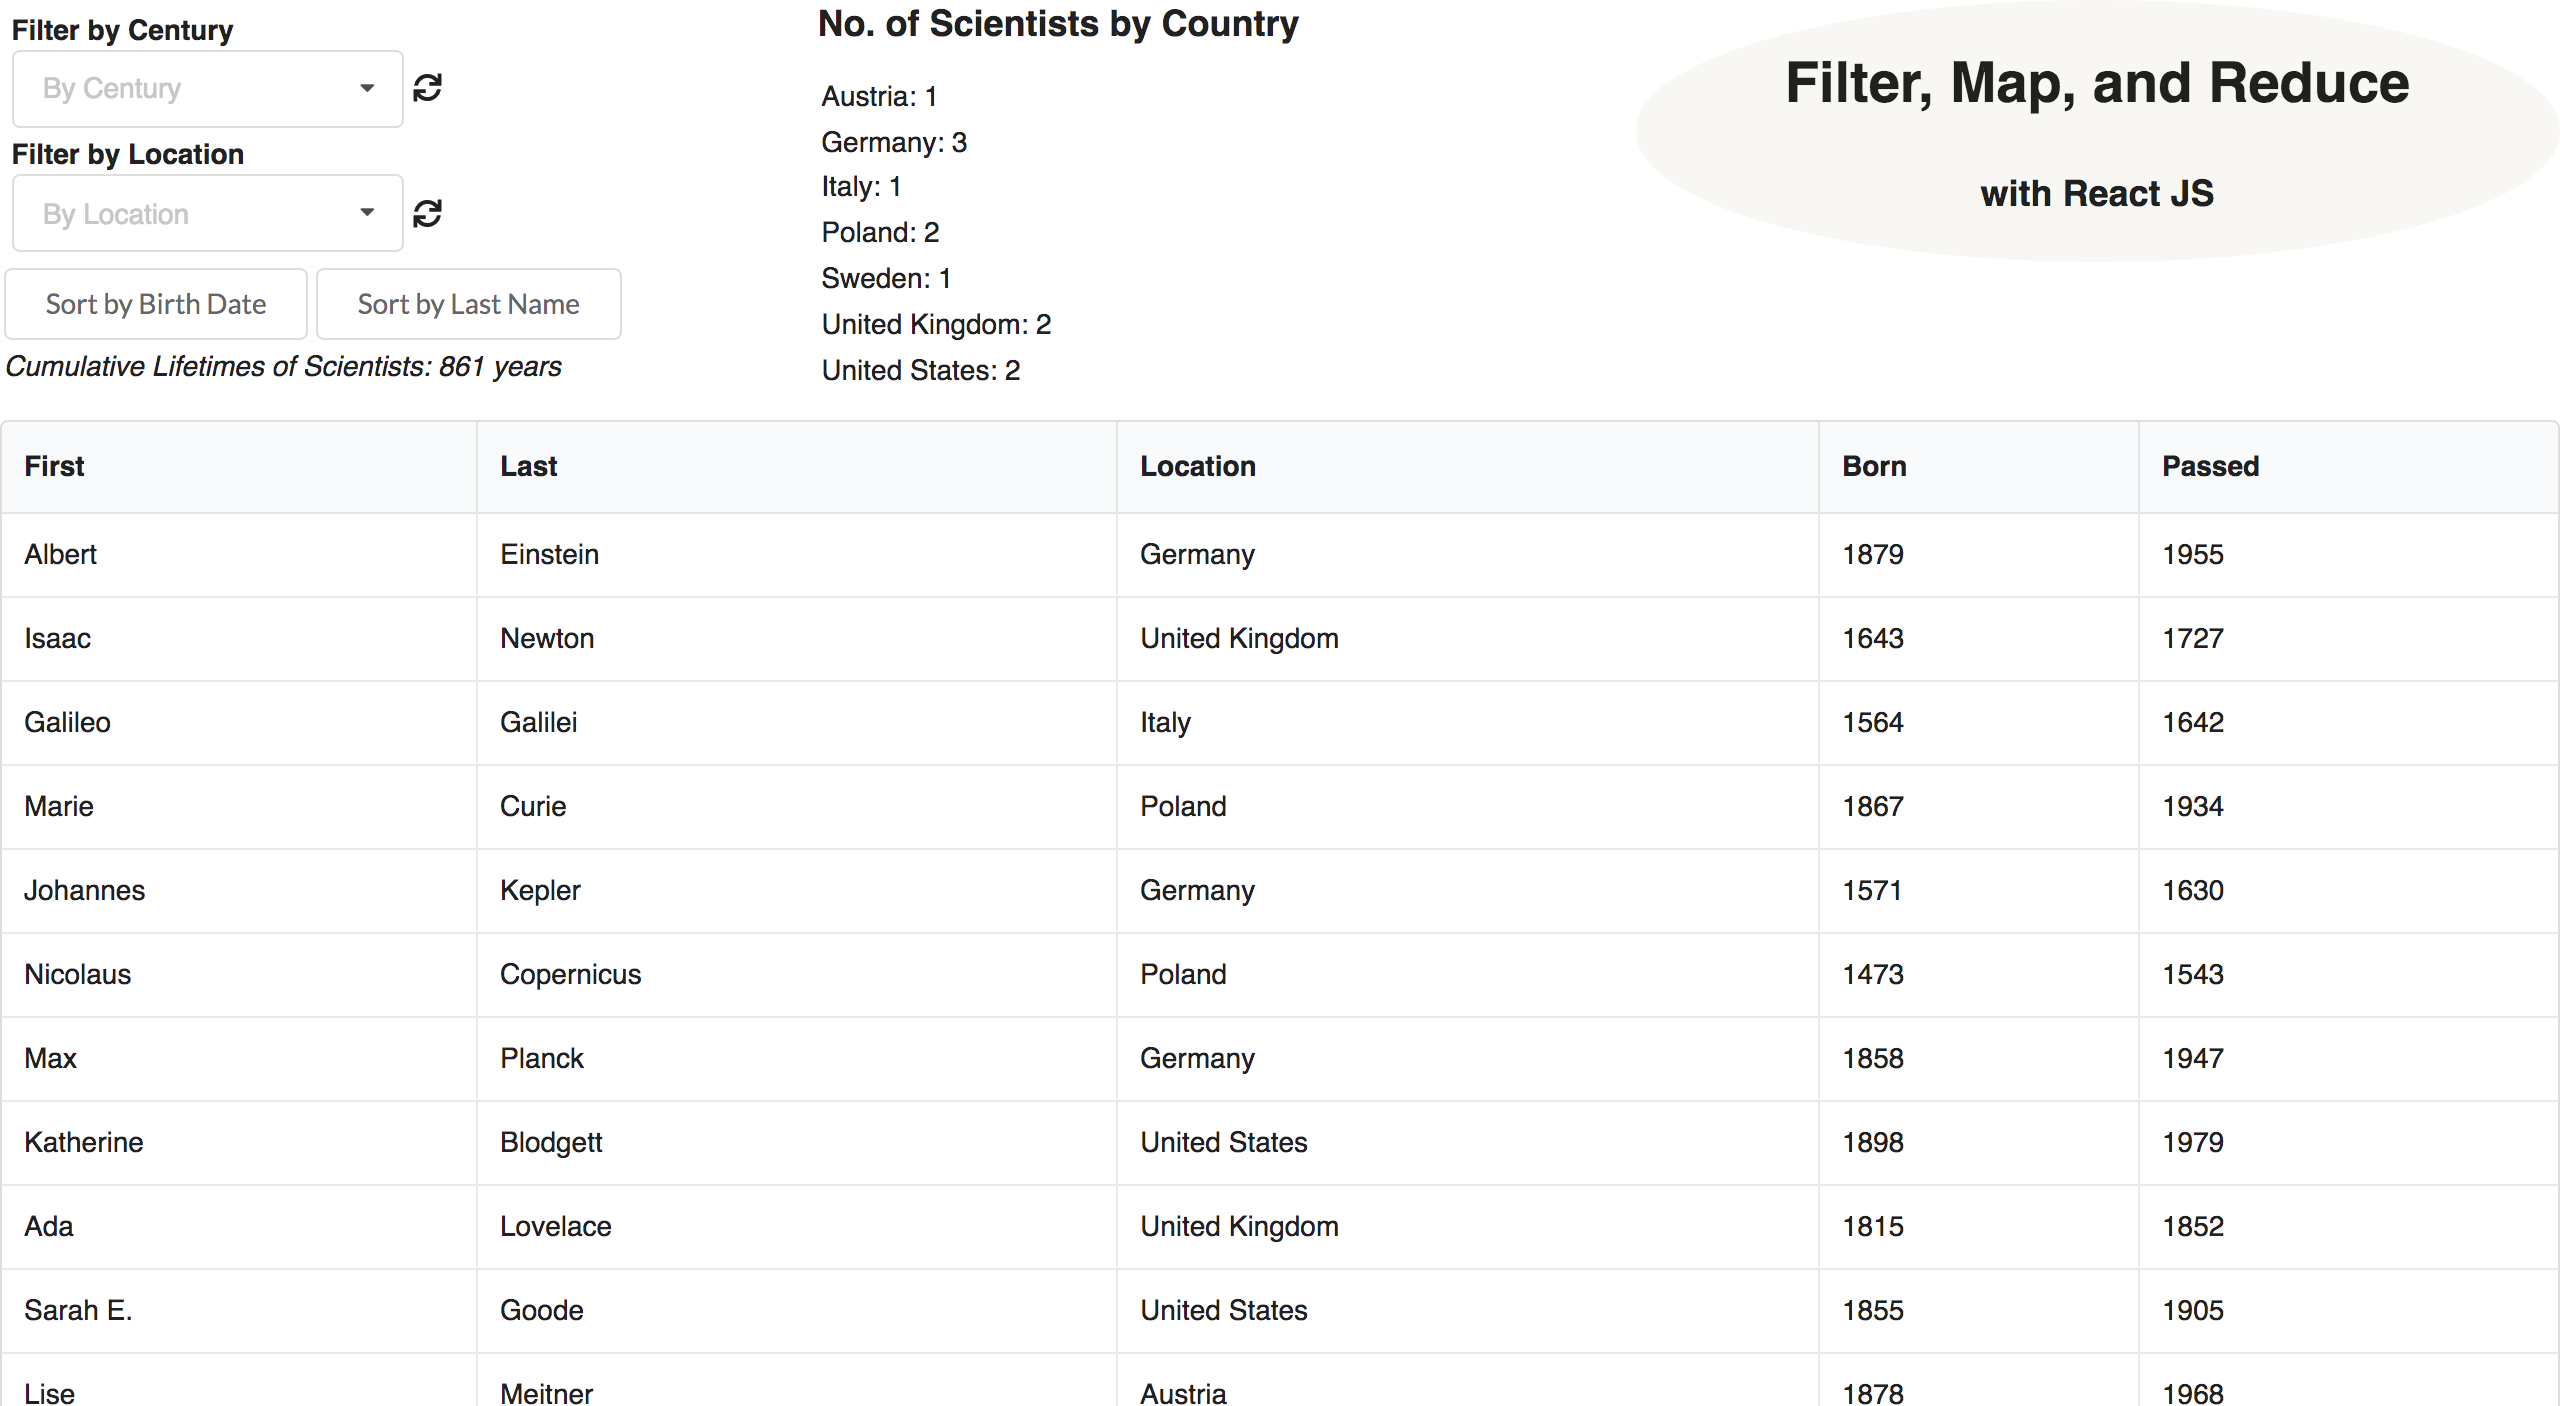 Filter by Century
By Century
Filter by Location
By Location
Sort by Birth Date Sort by Last Name
Cumulative Lifetimes of Scientists: 861 years
No. of Scientists by Country
Austria: 1
Germany: 3
Italy: 1
Poland: 2
Sweden: 1
United Kingdom: 2
United States: 2
Filter, Map, and Reduce
with React JS
First Last Location Born Passed
Albert Einstein Germany 1879 1955
Isaac Newton United Kingdom 1643 1727
Galileo Galilei Italy 1564 1642
Marie Curie Poland 1867 1934
Johannes Kepler Germany 1571 1630
Nicolaus Copernicus Poland 1473 1543
Max Planck Germany 1858 1947
Katherine Blodgett United States 1898 1979
Ada Lovelace United Kingdom 1815 1852
Sarah E. Goode United States 1855 1905
Lise Meitner Austria 1878 1968